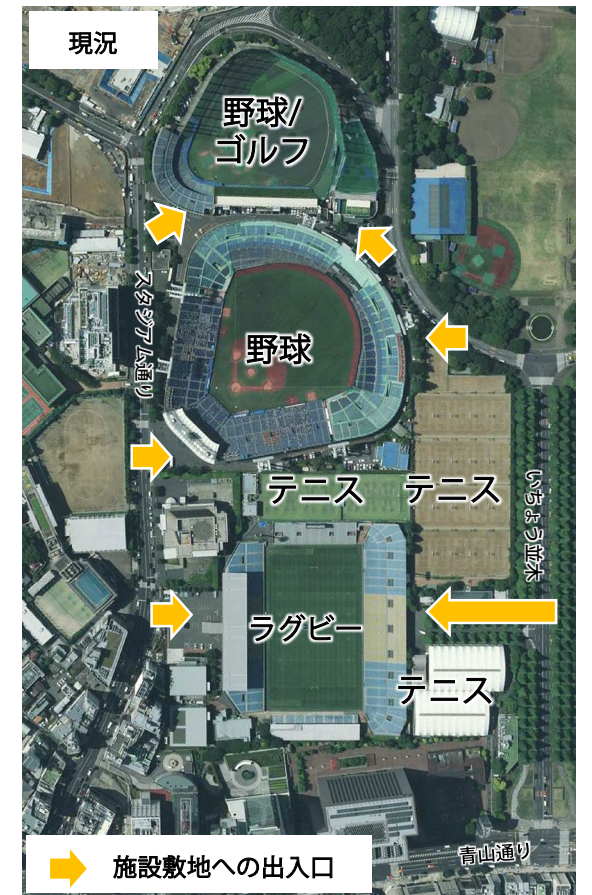 現況
野球/
ゴルフ
スタジアム通り
野球
テニス
テニス
いちょう並木
ラグビー
テニス
青山通り
施設敷地への出入口